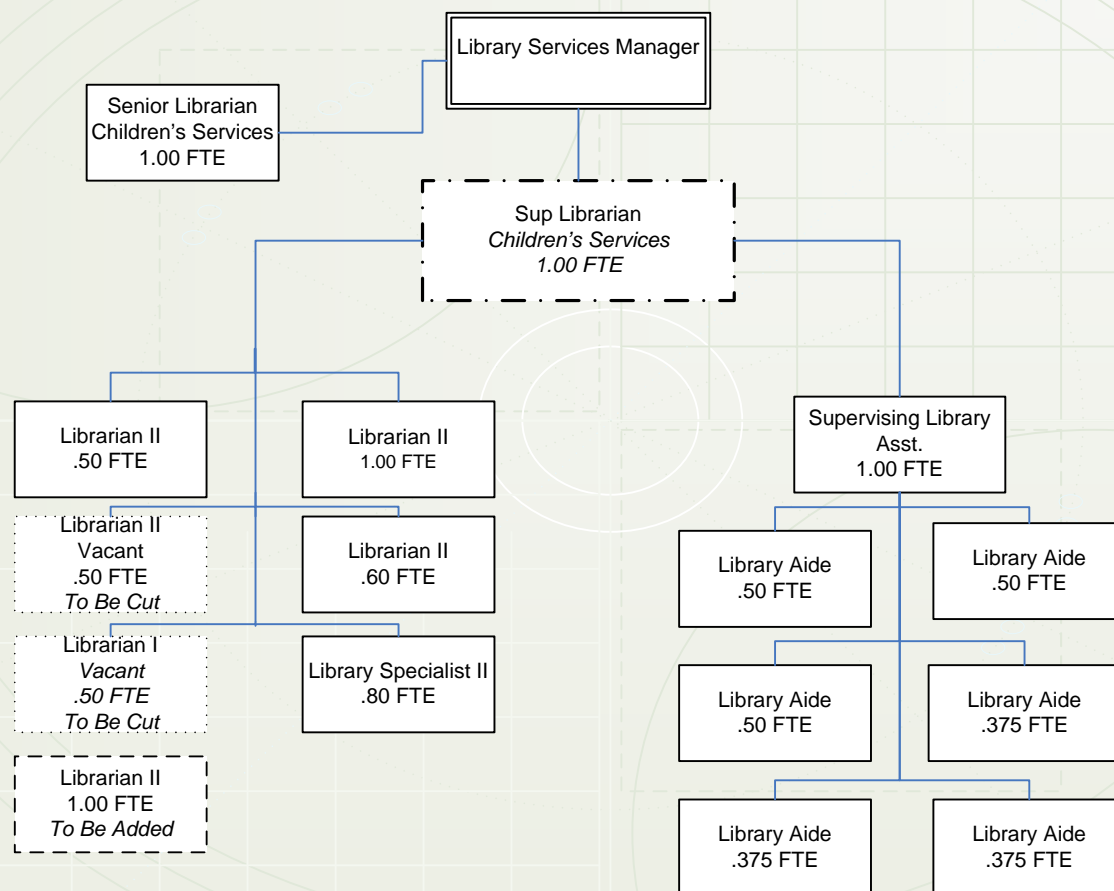 Library Services Manager
Senior Librarian
Children's Services
1.00 FTE
Sup Librarian
Children's Services
1.00 FTE
Librarian II
.50 FTE
Librarian II
1.00 FTE
Supervising Library
Asst.
1.00 FTE
Librarian II
Vacant
.50 FTE
To Be Cut
Librarian II
.60 FTE
Library Aide
.50 FTE
Library Aide
.50 FTE
Librarian I
Vacant
.50 FTE
To Be Cut
Library Specialist II
.80 FTE
Library Aide
.50 FTE
Library Aide
.375 FTE
Librarian II
1.00 FTE
To Be Added
Library Aide
.375 FTE
Library Aide
.375 FTE